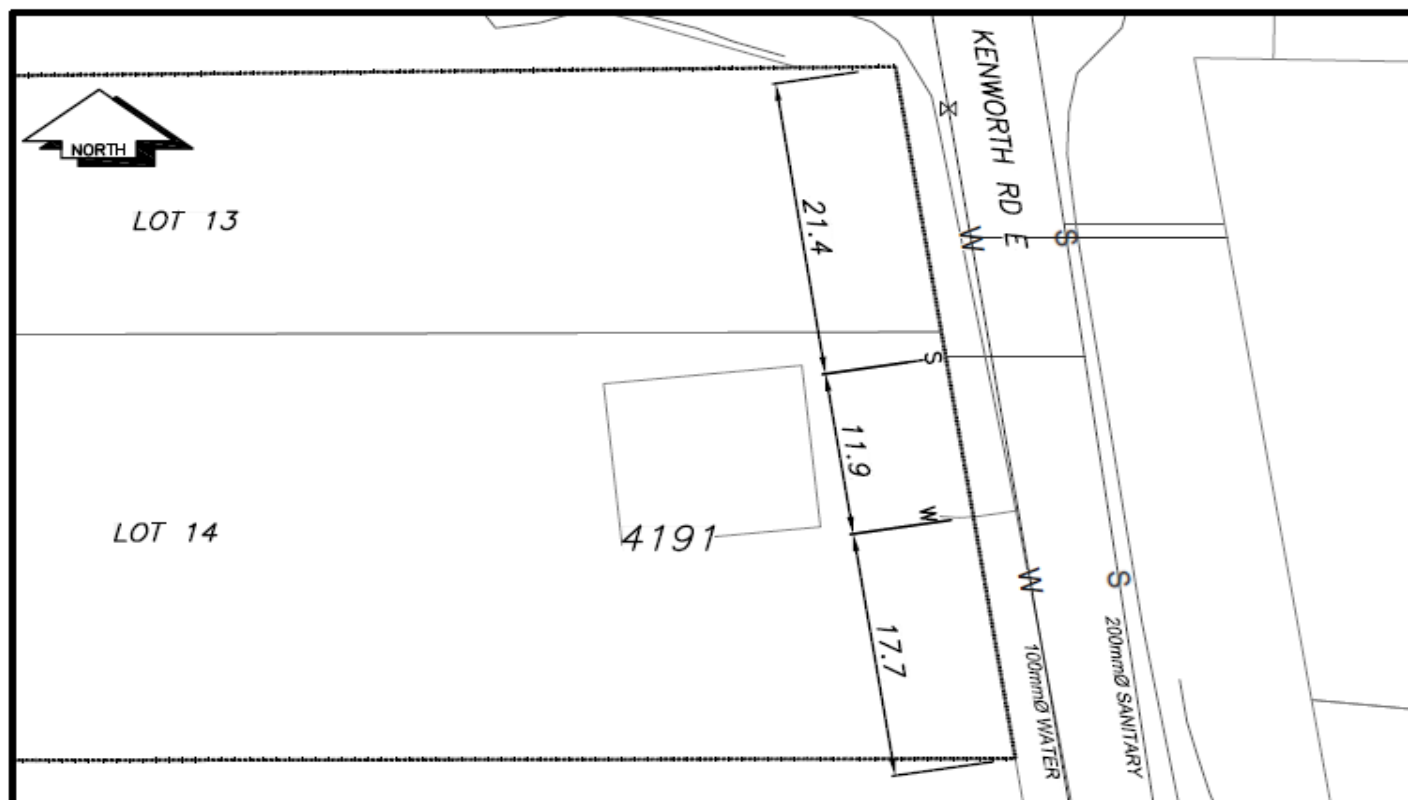 KENWORTH RD E
NORTH
LOT 13
21.4
W
S
S
11.9
LOT 14
4191
W
W
S
17.7
100mmØ WATER
200mmØ SANITARY